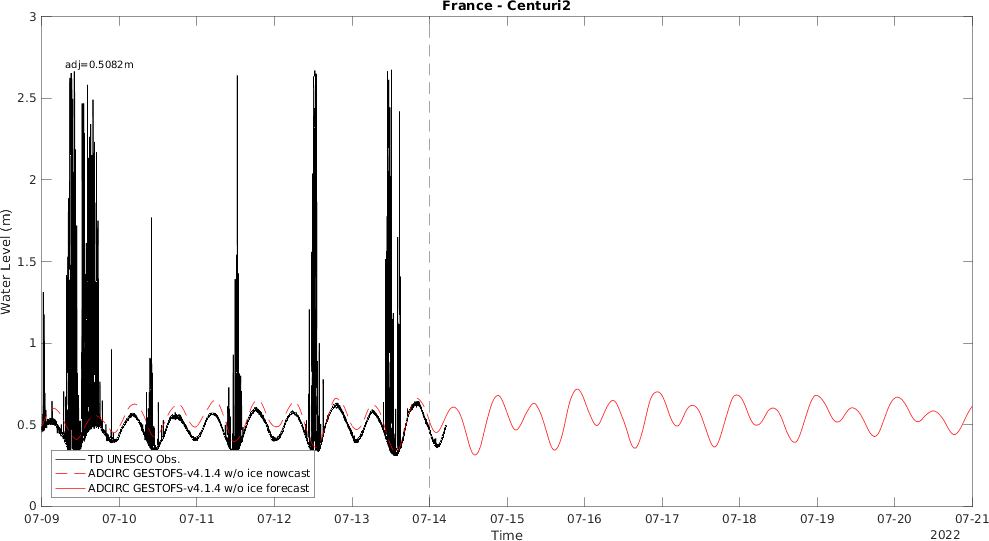 France - Centuri2
adj=0.5082m
Water Level (m)
3
2.5
2
1.5
1
0.5
0
TD UNESCO Obs.
ADCIRC GESTOFS-v4.1.4 w/o ice nowcast
ADCIRC GESTOFS-v4.1.4 w/o ice forecast
07-09 07-10 07-11 07-12 07-13 07-14 07-15 07-16 07-17 07-18 07-19 07-20 07-21
Time
2022